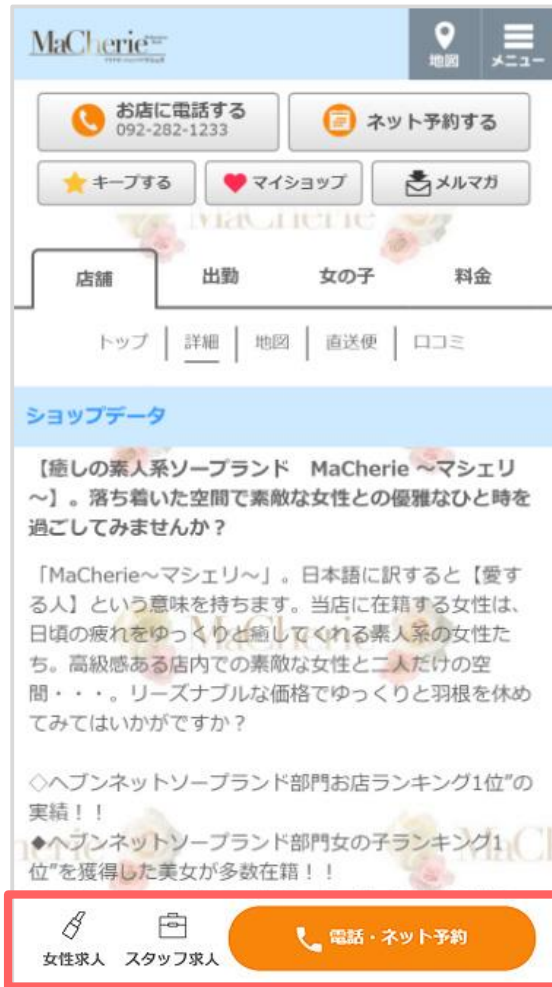 MaCherie
地図
メニュー
お店に電話する
092-282-1233
ネット予約する
キープする
マイショップ
メルマガ
MaCherie
店舗
出勤
女の子
料金
トップ
詳細
地図
直送便
口コミ
ショップデータ
【癒しの素人系ソープランド　MaCherie ～マシェリ
～】。落ち着いた空間で素敵な女性との優雅なひと時を
過ごしてみませんか？
「MaCherie～マシェリ～」。日本語に訳すると【愛す
る人】という意味を持ちます。当店に在籍する女性は、
日頃の疲れをゆっくりと癒してくれる素人系の女性た
ち。高級感ある店内での素敵な女性と二人だけの空
間・・・。リーズナブルな価格でゆっくりと羽根を休め
てみてはいかがですか？
◇ヘブンネットソープランド部門お店ランキング1位”の
実績！！
◆ヘブンネットソープランド部門女の子ランキング1
位”を獲得した美女が多数在籍！！
女性求人
スタッフ求人
電話・ネット予約